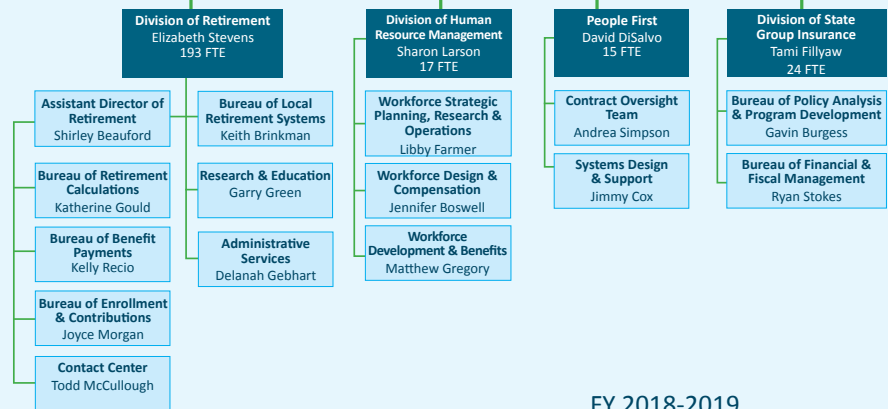 Division of Retirement
Elizabeth Stevens
193 FTE
Assistant Director of
Retirement
Shirley Beauford
Bureau of Retirement
Calculations
Katherine Gould
Bureau of Benefit
Payments
Kelly Recio
Bureau of Enrollment
& Contributions
Joyce Morgan
Contact Center
Todd McCullough
Bureau of Local
Retirement Systems
Keith Brinkman
Research & Education
Garry Green
Administrative
Services
Delanah Gebhart
Division of Human
Resource Management
Sharon Larson
17 FTE
Workforce Strategic
Planning, Research &
Operations
Libby Farmer
Workforce Design &
Compensation
Jennifer Boswell
Workforce
Development & Benefits
Matthew Gregory
People First
David DiSalvo
15 FTE
Contract Oversight
Team
Andrea Simpson
Systems Design
& Support
Jimmy Cox
Division of State
Group Insurance
Tami Fillyaw
24 FTE
Bureau of Policy Analysis
& Program Development
Gavin Burgess
Bureau of Financial &
Fiscal Management
Ryan Stokes
FY 2018-2019